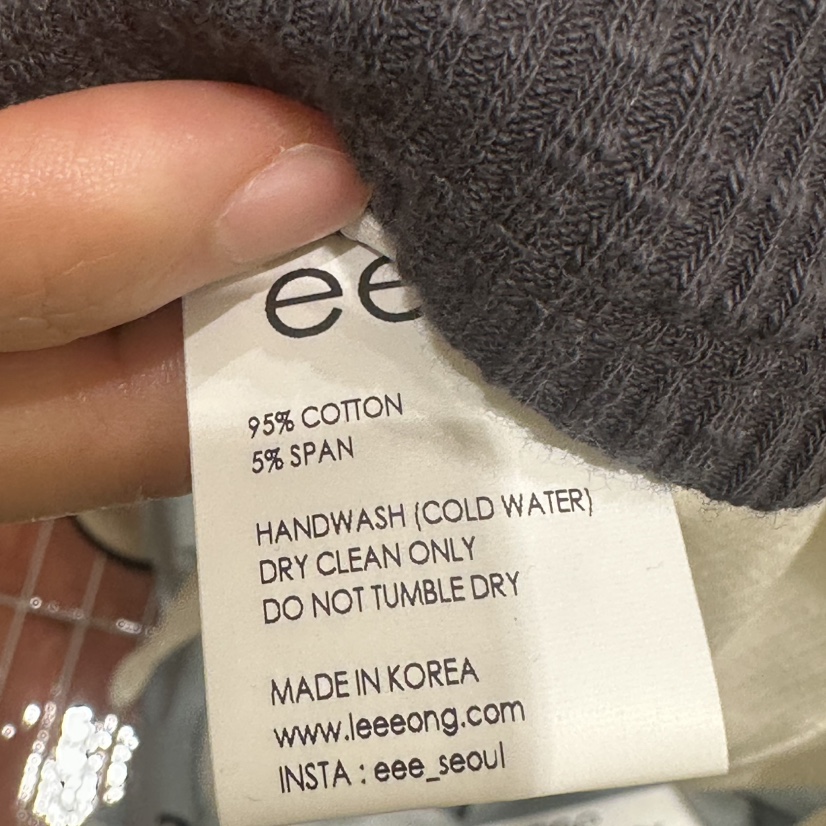 ee
95% COTTON
5% SPAN
HANDWASH (COLD WATER)
DRY CLEAN ONLY
DO NOT TUMBLE DRY
MADE IN KOREA
www.leeeong.com
INSTA : eee_seoul